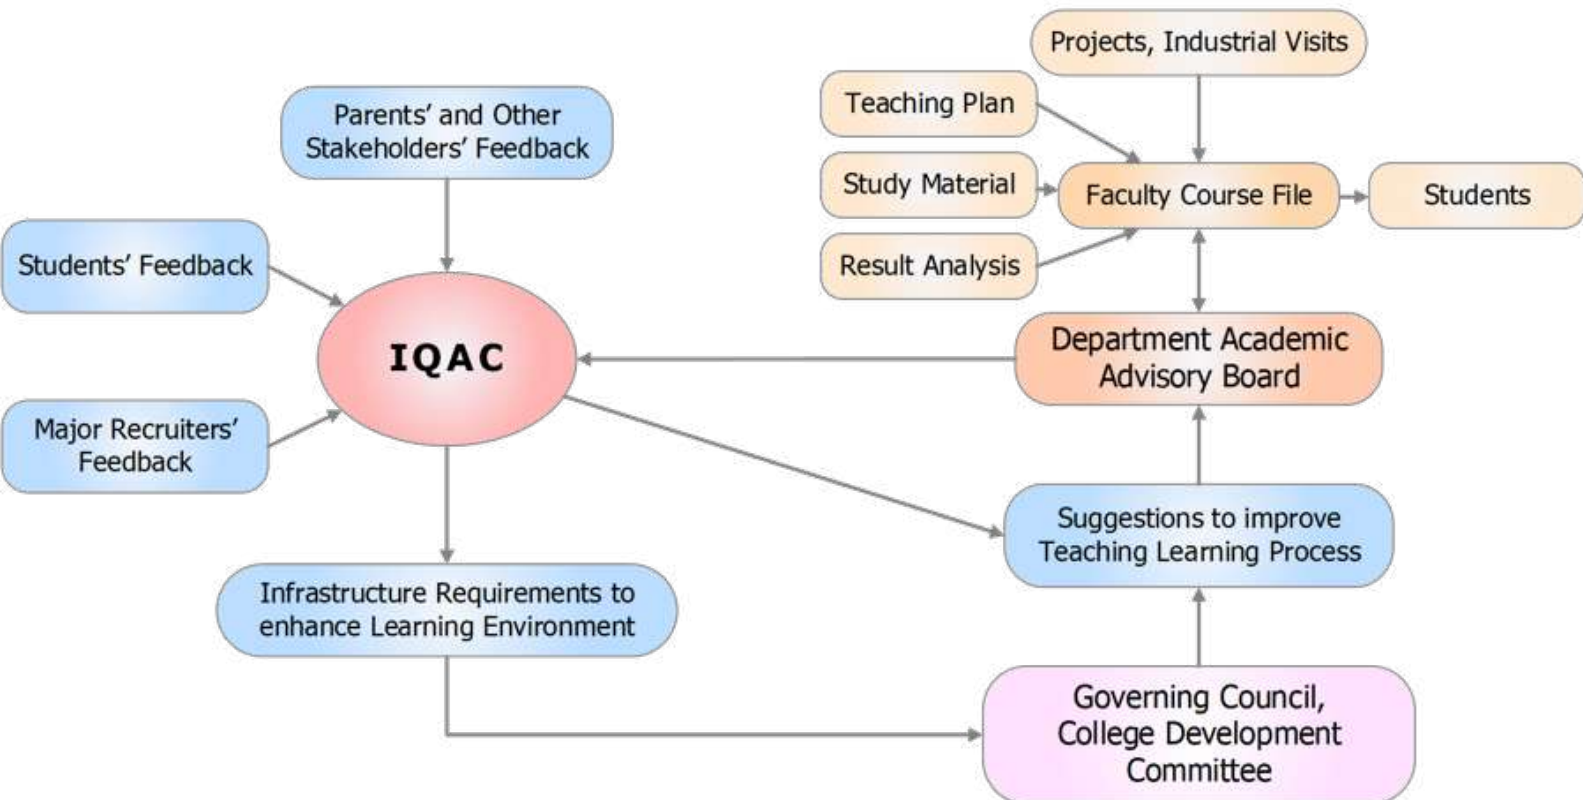 Projects, Industrial Visits
Parents’ and Other
Stakeholders’ Feedback
Teaching Plan
Study Material
Faculty Course File
Students
Students’ Feedback
Result Analysis
IQAC
Department Academic
Advisory Board
Major Recruiters’
Feedback
Suggestions to improve
Teaching Learning Process
Infrastructure Requirements to
enhance Learning Environment
Governing Council,
College Development
Committee